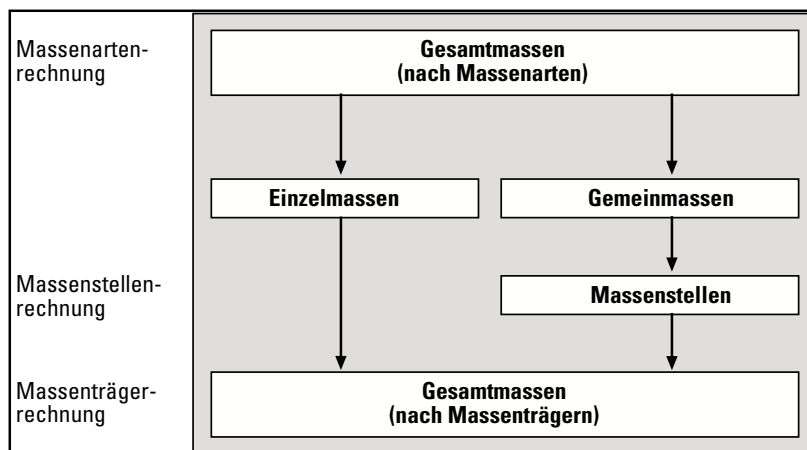 Massenarten-
rechnung
Gesamtmassen
(nach Massenarten)
Einzelmassen
Gemeinmassen
Massenstellen-
rechnung
Massenstellen
Massenträger-
rechnung
Gesamtmassen
(nach Massenträgern)